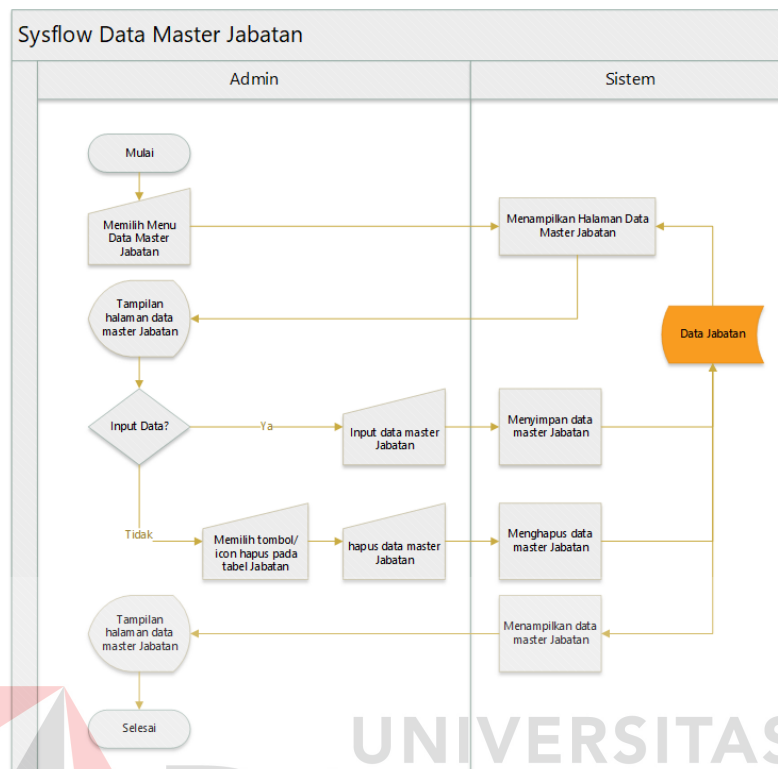 Sysflow Data Master Jabatan
Admin
Sistem
Mulai
Memilih Menu
Data Master
Jabatan
Menampilkan Halaman Data
Master Jabatan
Tampilan
halaman data
master Jabatan
Data Jabatan
Input Data?
Ya
Input data master
Jabatan
Menyimpan data
master Jabatan
Tidak
Memilih tombol/
icon hapus pada
tabel Jabatan
hapus data master
Jabatan
Menghapus data
master Jabatan
Tampilan
halaman data
master Jabatan
Menampilkan data
master Jabatan
Selesai
UNIVERSITAS